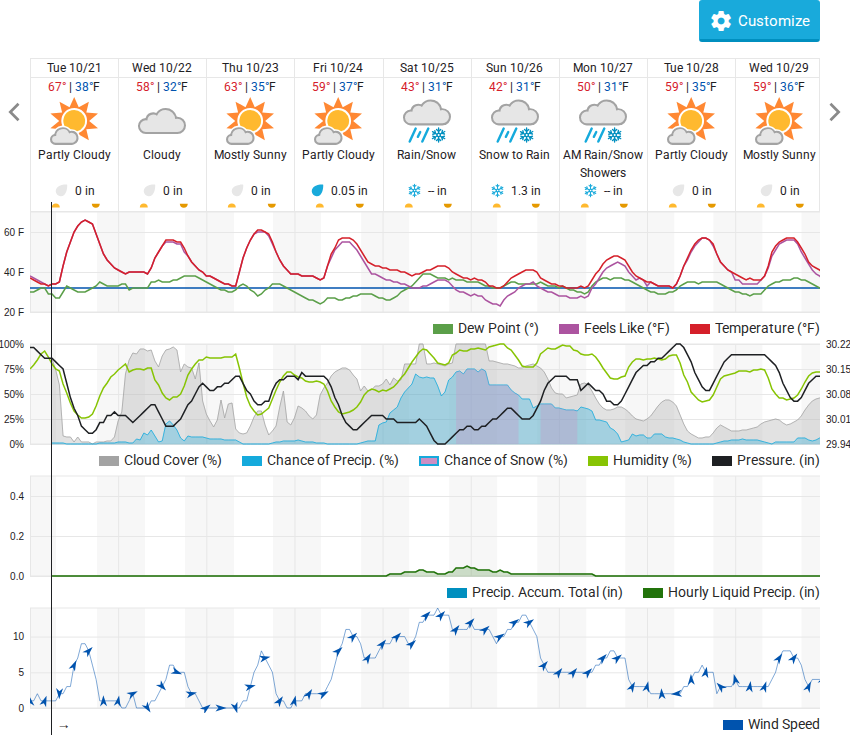 Customize
Tue 10/21 Wed 10/22 Thu 10/23 Fri 10/24 Sat 10/25 Sun 10/26 Mon 10/27 Tue 10/28 Wed 10/29
67° | 38°F 58° | 32°F 63° | 35°F 59° | 37°F 43° | 31°F 42° | 31°F 50° | 31°F 59° | 35°F 59° | 36°F
Partly Cloudy Cloudy Mostly Sunny Partly Cloudy Rain/Snow Snow to Rain AM Rain/Snow Partly Cloudy Mostly Sunny
Showers
0 in 0 in 0 in 0.05 in -- in 1.3 in -- in 0 in 0 in
60 F
40 F
20 F
Dew Point (°) Feels Like (°F) Temperature (°F)
100% 30.22
75% 30.15
50% 30.08
25% 30.01
0% 29.94
Cloud Cover (%) Chance of Precip. (%) Chance of Snow (%) Humidity (%) Pressure. (in)
0.4
0.2
0.0
Precip. Accum. Total (in) Hourly Liquid Precip. (in)
10
5
0
→
Wind Speed